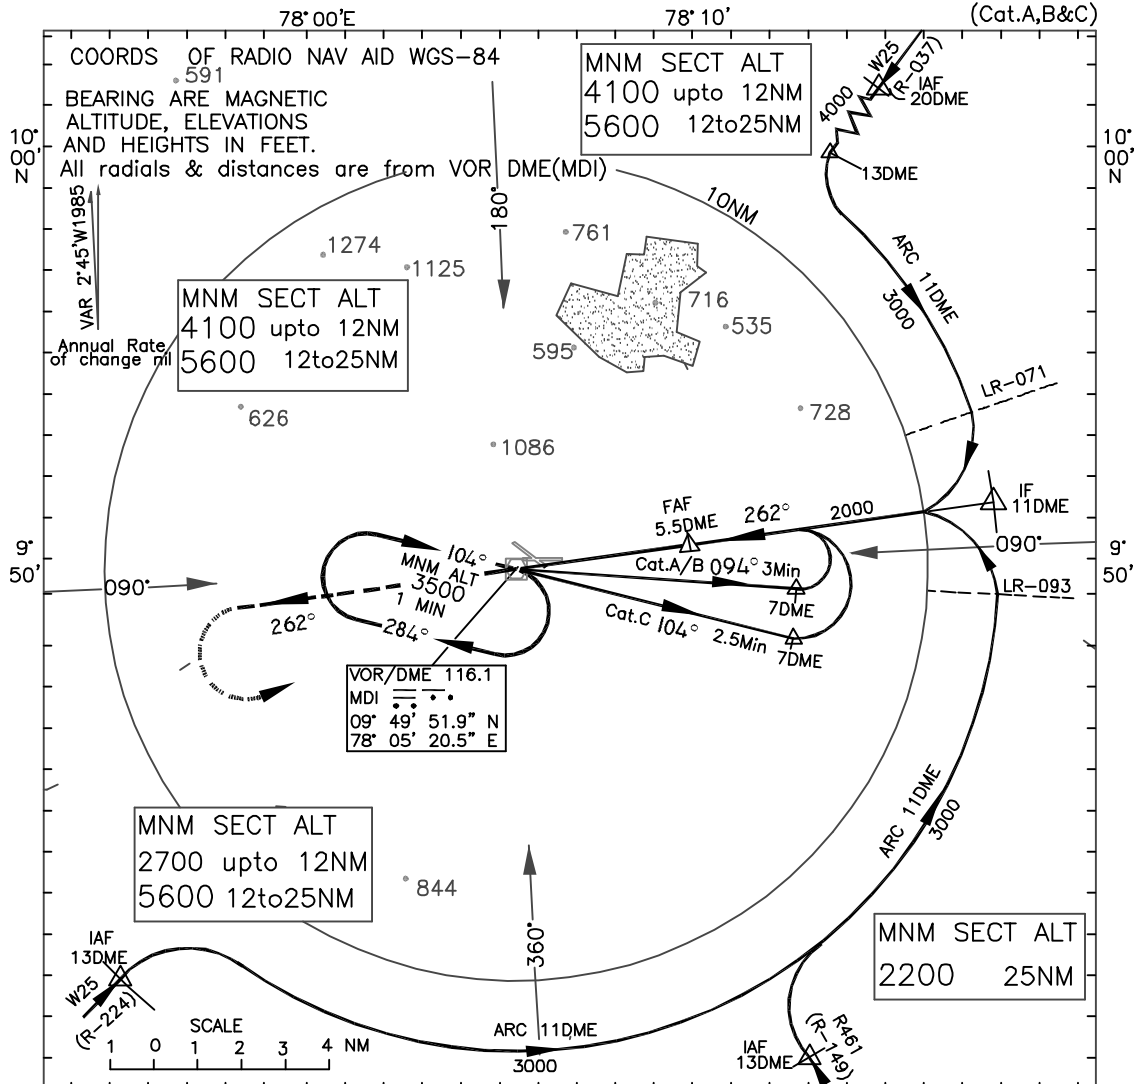 78° 00'E
78° 10'
(Cat.A,B&C)
COORDS OF RADIO NAV AID WGS-84
591
BEARING ARE MAGNETIC
ALTITUDE, ELEVATIONS
AND HEIGHTS IN FEET.
All radials & distances are from VOR DME(MDI)
MNM SECT ALT
4100 upto 12NM
5600 12to25NM
W25
(R-037)
IAF
20DME
4000
13DME
10°
00'
N
10°
00'
N
180°
10NM
VAR 2°45'W1985
Annual Rate
of change nil
1274
1125
761
716
535
595
ARC 11DME
3000
MNM SECT ALT
4100 upto 12NM
5600 12to25NM
LR-071
626
1086
728
FAF
5.5DME
262°
2000
IF
11DME
9°
50'
9°
50'
090°
090°
104°
MNM ALT
3500
1 MIN
Cat.A/B 094° 3Min
7DME
Cat.C 104° 2.5Min
7DME
LR-093
262°
284°
VOR/DME 116.1
MDI
09° 49' 51.9" N
78° 05' 20.5" E
ARC 11DME
3000
MNM SECT ALT
2700 upto 12NM
5600 12to25NM
844
360°
MNM SECT ALT
2200 25NM
IAF
13DME
W25
(R-224)
SCALE
1 0 1 2 3 4 NM
ARC 11DME
3000
IAF
13DME
R461
(R-149)